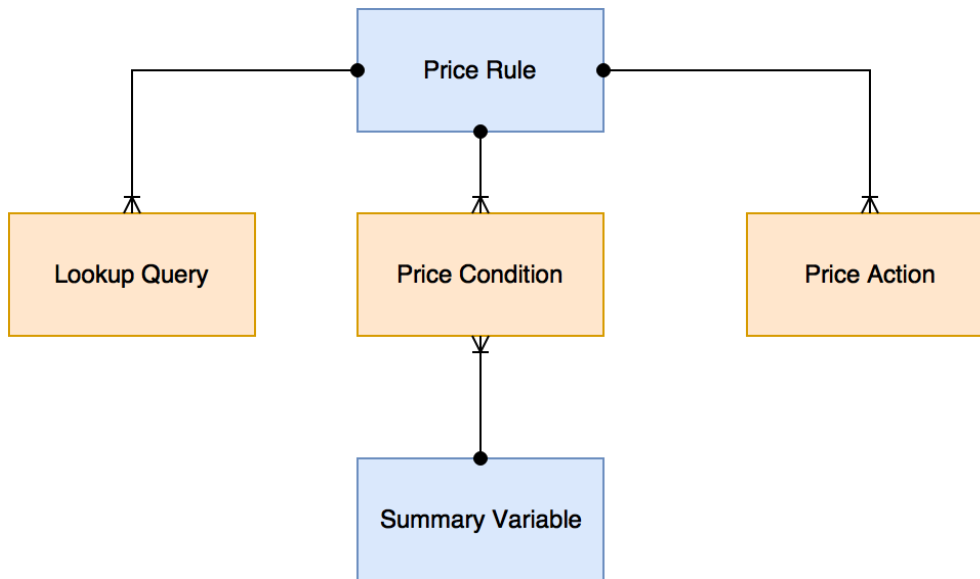 Price Rule
Lookup Query
Price Condition
Price Action
Summary Variable